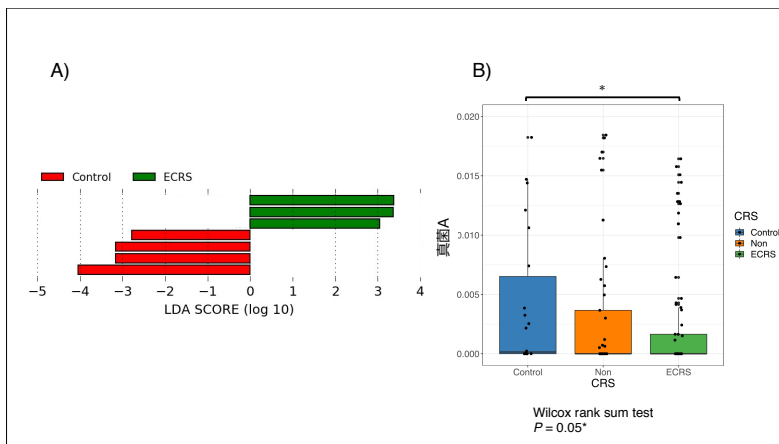 A)
Control ECRS
−5 −4 −3 −2 −1 0 1 2 3 4
LDA SCORE (log 10)
B)
*
0.020
0.015
0.010
0.005
0.000
真菌A
Control Non ECRS
CRS
CRS
Control
Non
ECRS
Wilcox rank sum test
P = 0.05*